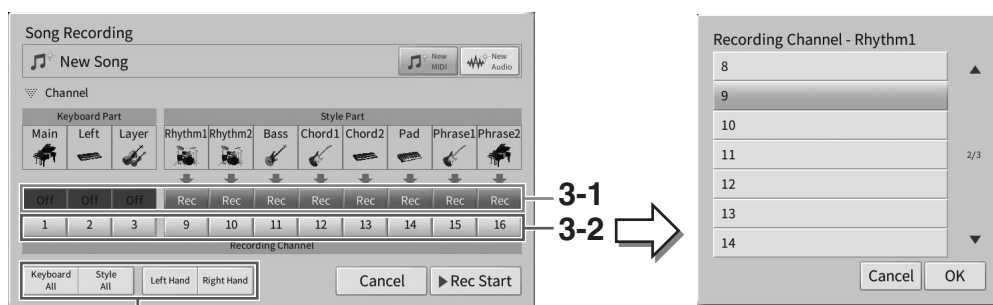 Song Recording
New Song
New MIDI
New Audio
Channel
Keyboard Part Style Part
Main Left Layer Rhythm1 Rhythm2 Bass Chord1 Chord2 Pad Phrase1 Phrase2
Off Off Off Rec Rec Rec Rec Rec Rec Rec Rec
3-1
1 2 3 9 10 11 12 13 14 15 16
3-2
Recording Channel
Keyboard All
Style All
Left Hand Right Hand Cancel Rec Start
Recording Channel - Rhythm1
8
9
10
11
2/3
12
13
14
Cancel OK